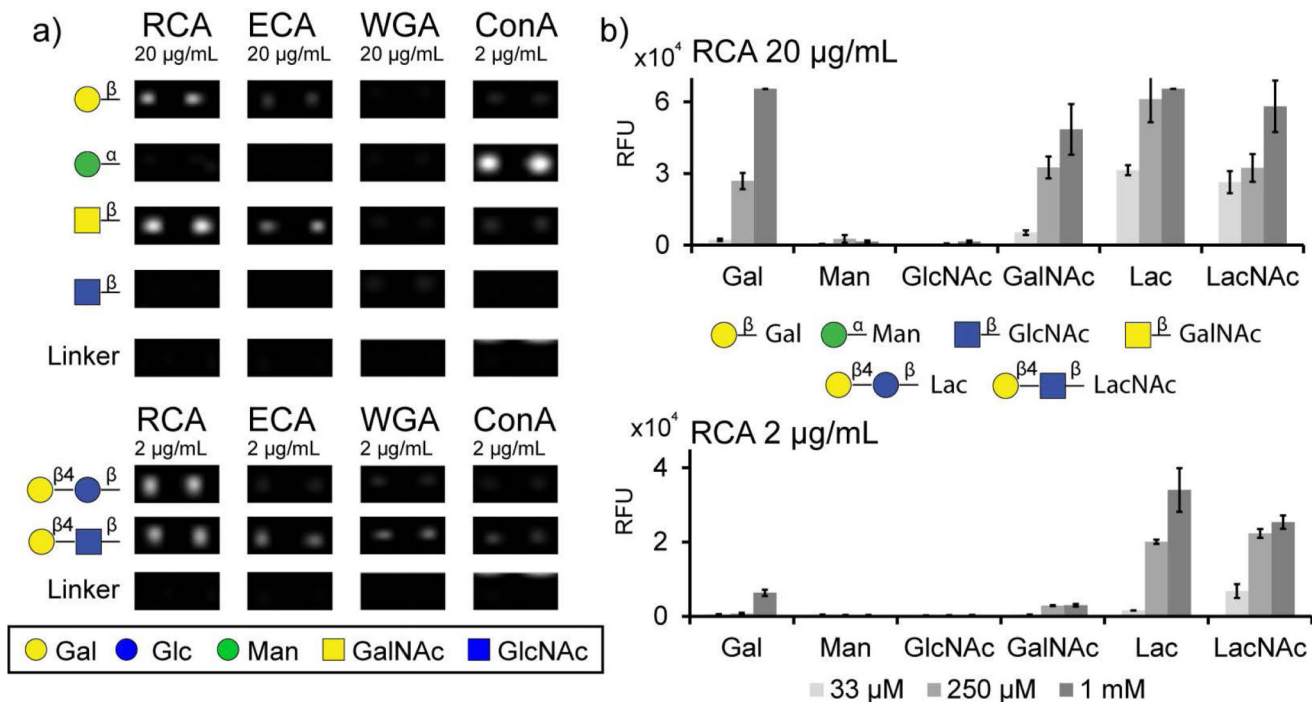 a)
RCA ECA WGA ConA
20 µg/mL 20 µg/mL 20 µg/mL 2 µg/mL
β
α
β
β
Linker
RCA ECA WGA ConA
2 µg/mL 2 µg/mL 2 µg/mL 2 µg/mL
β4 β
β4 β
Linker
Gal Glc Man GalNAc GlcNAc
b)
x10⁴ RCA 20 µg/mL
RFU
6
3
0
Gal Man GlcNAc GalNAc Lac LacNAc
β Gal α Man β GlcNAc β GalNAc
β4 β Lac β4 β LacNAc
x10⁴ RCA 2 µg/mL
RFU
4
2
0
Gal Man GlcNAc GalNAc Lac LacNAc
33 µM 250 µM 1 mM